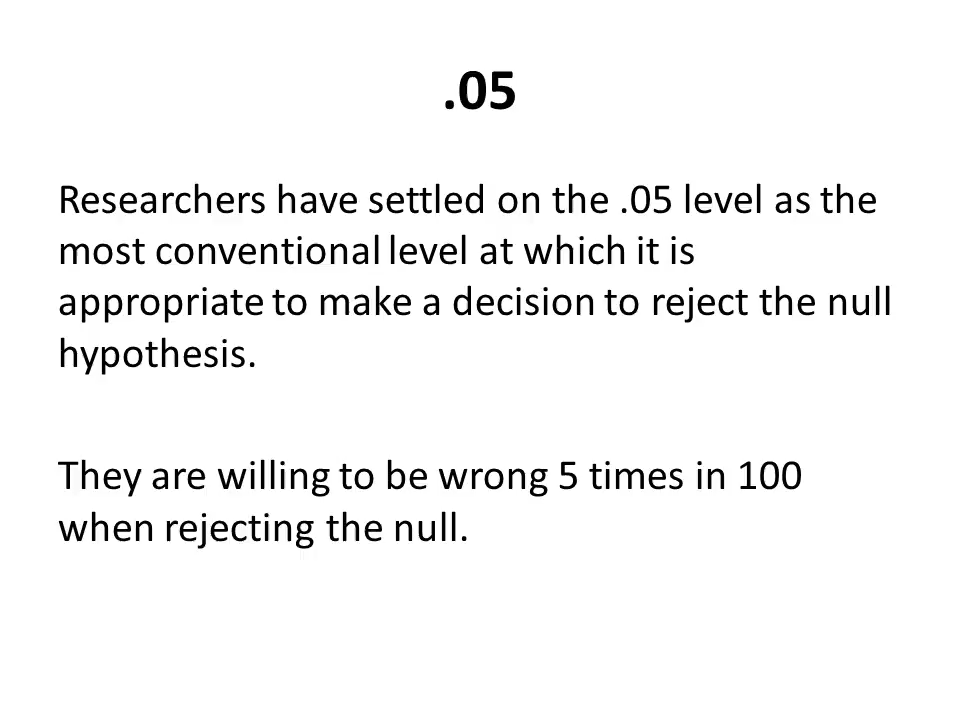 .05
Researchers have settled on the .05 level as the
most conventional level at which it is
appropriate to make a decision to reject the null
hypothesis.
They are willing to be wrong 5 times in 100
when rejecting the null.